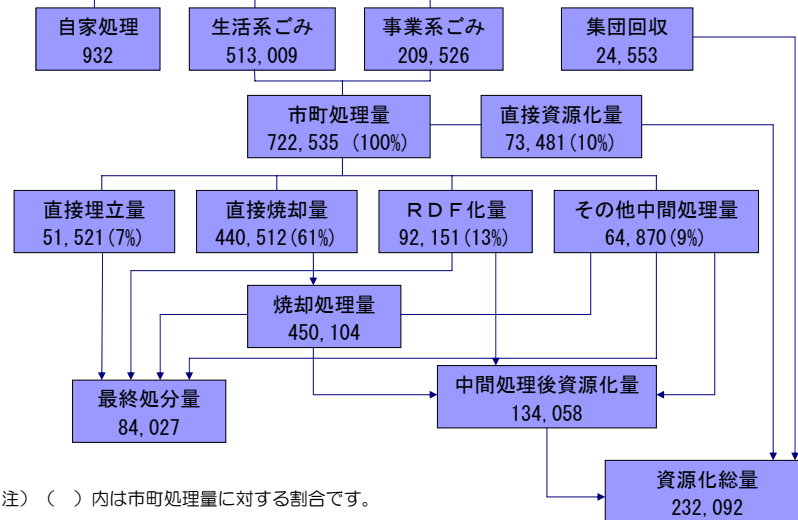 自家処理
932
生活系ごみ
513,009
事業系ごみ
209,526
集団回収
24,553
市町処理量
722,535 (100%)
直接資源化量
73,481(10%)
直接埋立量
51,521(7%)
直接焼却量
440,512(61%)
ＲＤＦ化量
92,151(13%)
その他中間処理量
64,870(9%)
焼却処理量
450,104
最終処分量
84,027
中間処理後資源化量
134,058
資源化総量
232,092
注）（　）内は市町処理量に対する割合です。